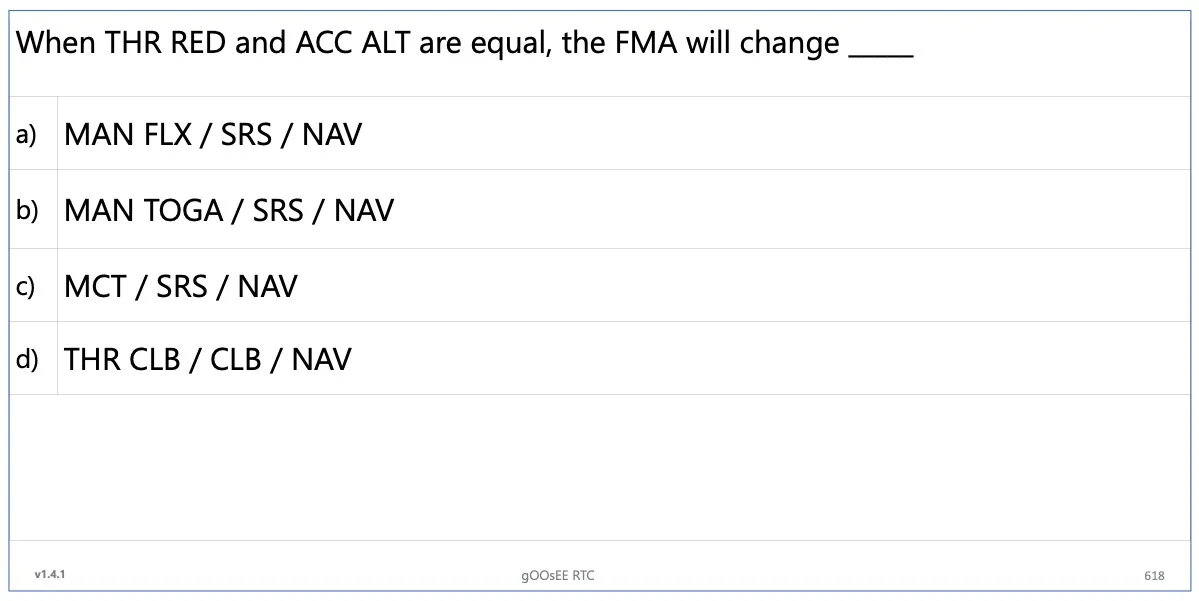 When THR RED and ACC ALT are equal, the FMA will change _____
a) MAN FLX / SRS / NAV
b) MAN TOGA / SRS / NAV
c) MCT / SRS / NAV
d) THR CLB / CLB / NAV
v1.4.1 gOOsEE RTC 618